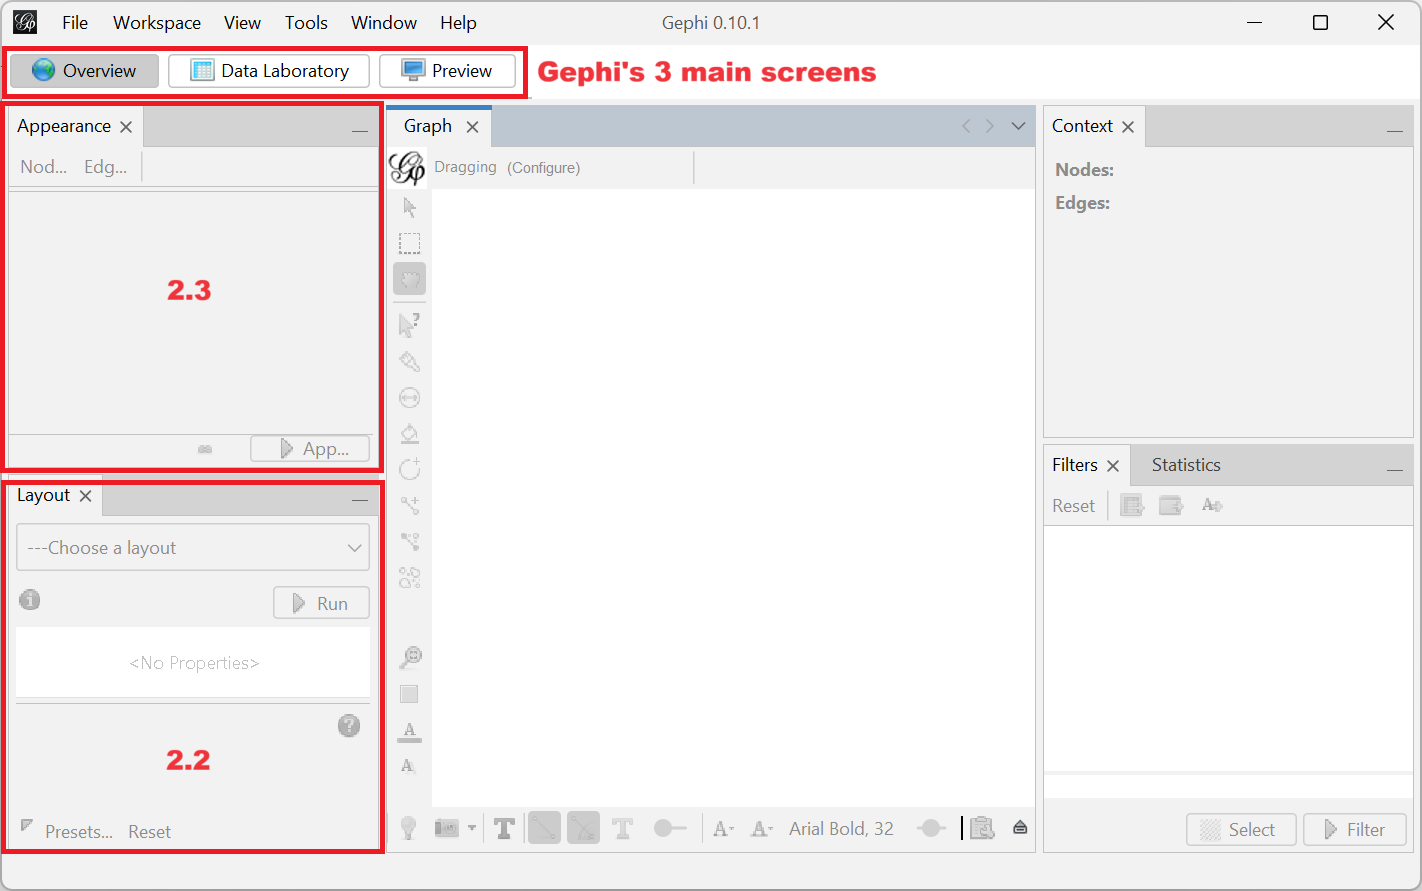 File Workspace View Tools Window Help Gephi 0.10.1
Overview Data Laboratory Preview Gephi's 3 main screens
Appearance
Nod... Edg...
2.3
App...
Layout
---Choose a layout
Run
<No Properties>
2.2
Presets... Reset
Graph
Dragging (Configure)
Arial Bold, 32
Context
Nodes:
Edges:
Filters Statistics
Reset
Select Filter